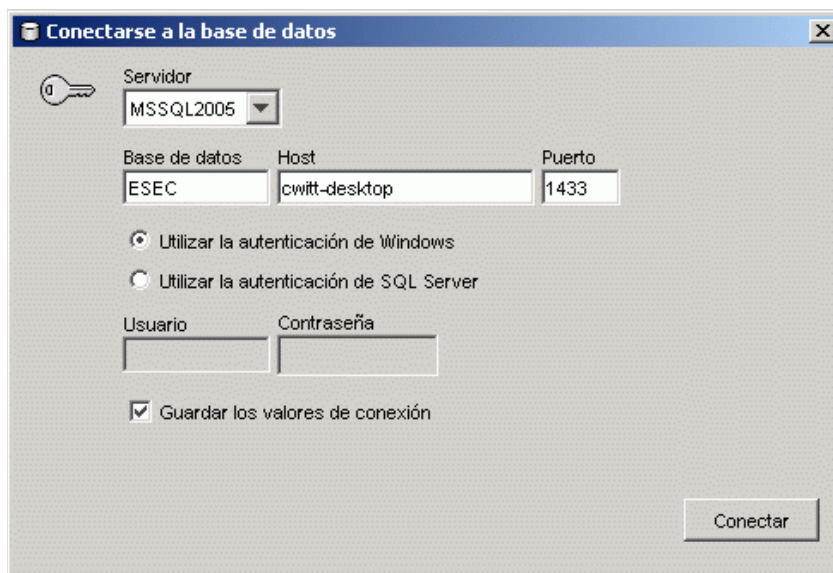 Conectarse a la base de datos
Servidor
MSSQL2005
Base de datos Host Puerto
ESEC cwitt-desktop 1433
Utilizar la autenticación de Windows
Utilizar la autenticación de SQL Server
Usuario Contraseña
Guardar los valores de conexión
Conectar